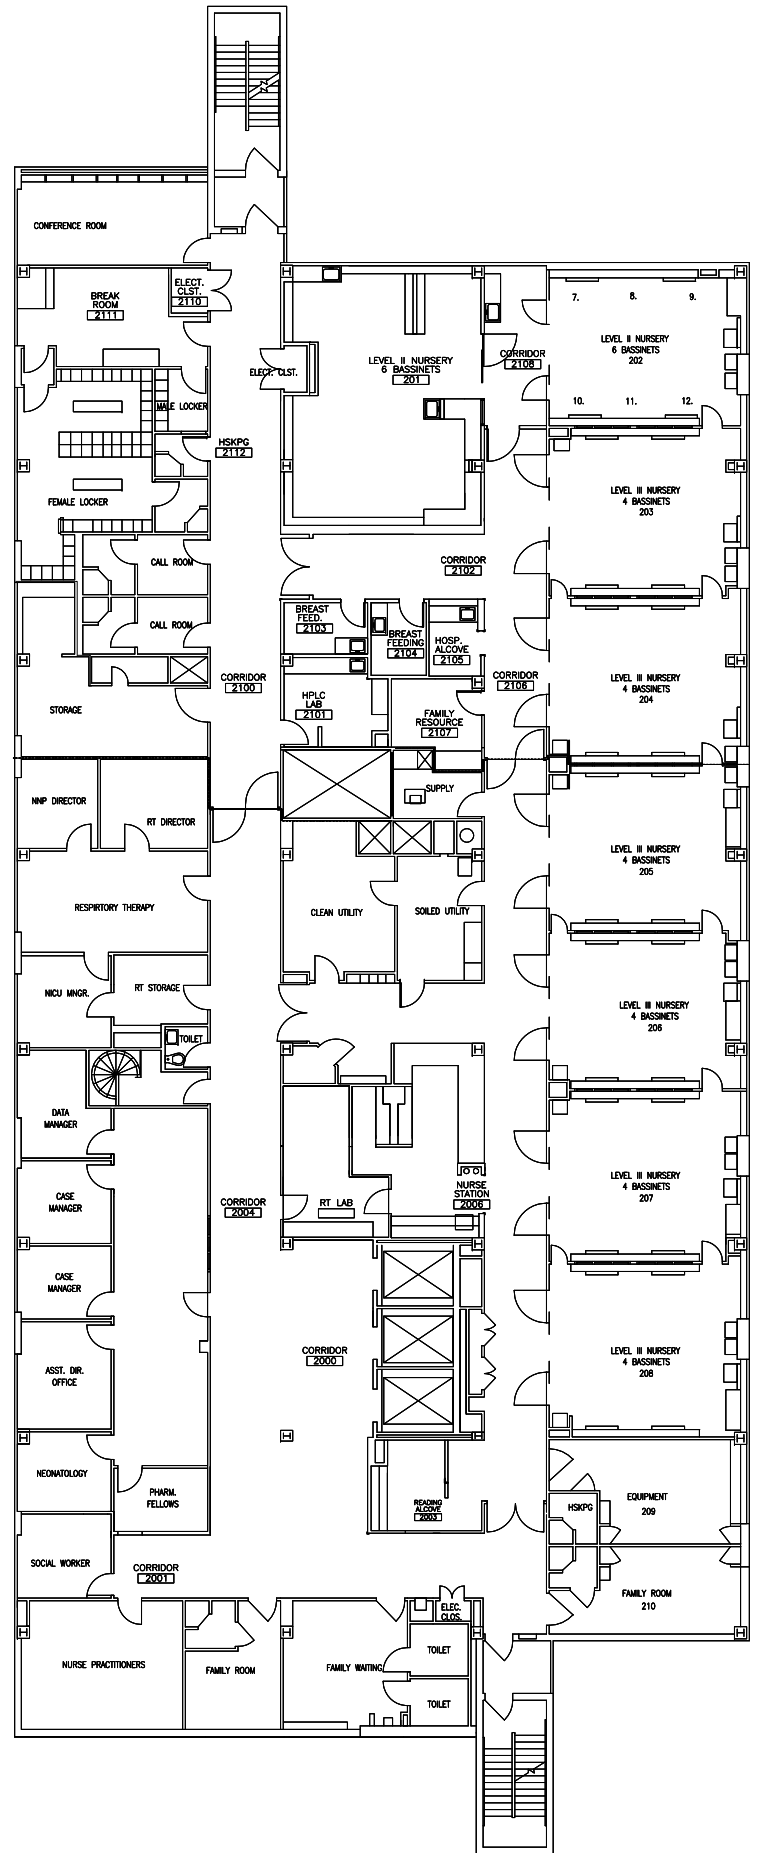 CONFERENCE ROOM
ELECT.
CLST.
2110
BREAK
ROOM
2111
MALE LOCKER
HSKPG
2112
FEMALE LOCKER
CALL ROOM
CALL ROOM
STORAGE
ELECT. CLST.
LEVEL II NURSERY
6 BASSINETS
201
CORRIDOR
2108
7.
8.
9.
LEVEL II NURSERY
6 BASSINETS
202
10.
11.
12.
LEVEL III NURSERY
4 BASSINETS
203
CORRIDOR
2102
BREAST
FEED.
2103
BREAST
FEEDING
2104
HOSP.
ALCOVE
2105
CORRIDOR
2100
HPLC
LAB
2101
FAMILY
RESOURCE
2107
CORRIDOR
2106
LEVEL III NURSERY
4 BASSINETS
204
NNP DIRECTOR
RT DIRECTOR
SUPPLY
LEVEL III NURSERY
4 BASSINETS
205
RESPIRTORY THERAPY
CLEAN UTILITY
SOILED UTILITY
NICU MNGR.
RT STORAGE
TOILET
LEVEL III NURSERY
4 BASSINETS
206
DATA
MANAGER
CASE
MANAGER
CORRIDOR
2004
RT LAB
NURSE
STATION
2006
LEVEL III NURSERY
4 BASSINETS
207
CASE
MANAGER
CORRIDOR
2000
ASST. DIR.
OFFICE
LEVEL III NURSERY
4 BASSINETS
208
NEONATOLOGY
PHARM.
FELLOWS
READING
ALCOVE
2003
HSKPG
EQUIPMENT
209
SOCIAL WORKER
CORRIDOR
2001
FAMILY ROOM
210
ELEC.
CLOS.
NURSE PRACTITIONERS
FAMILY ROOM
FAMILY WAITING
TOILET
TOILET